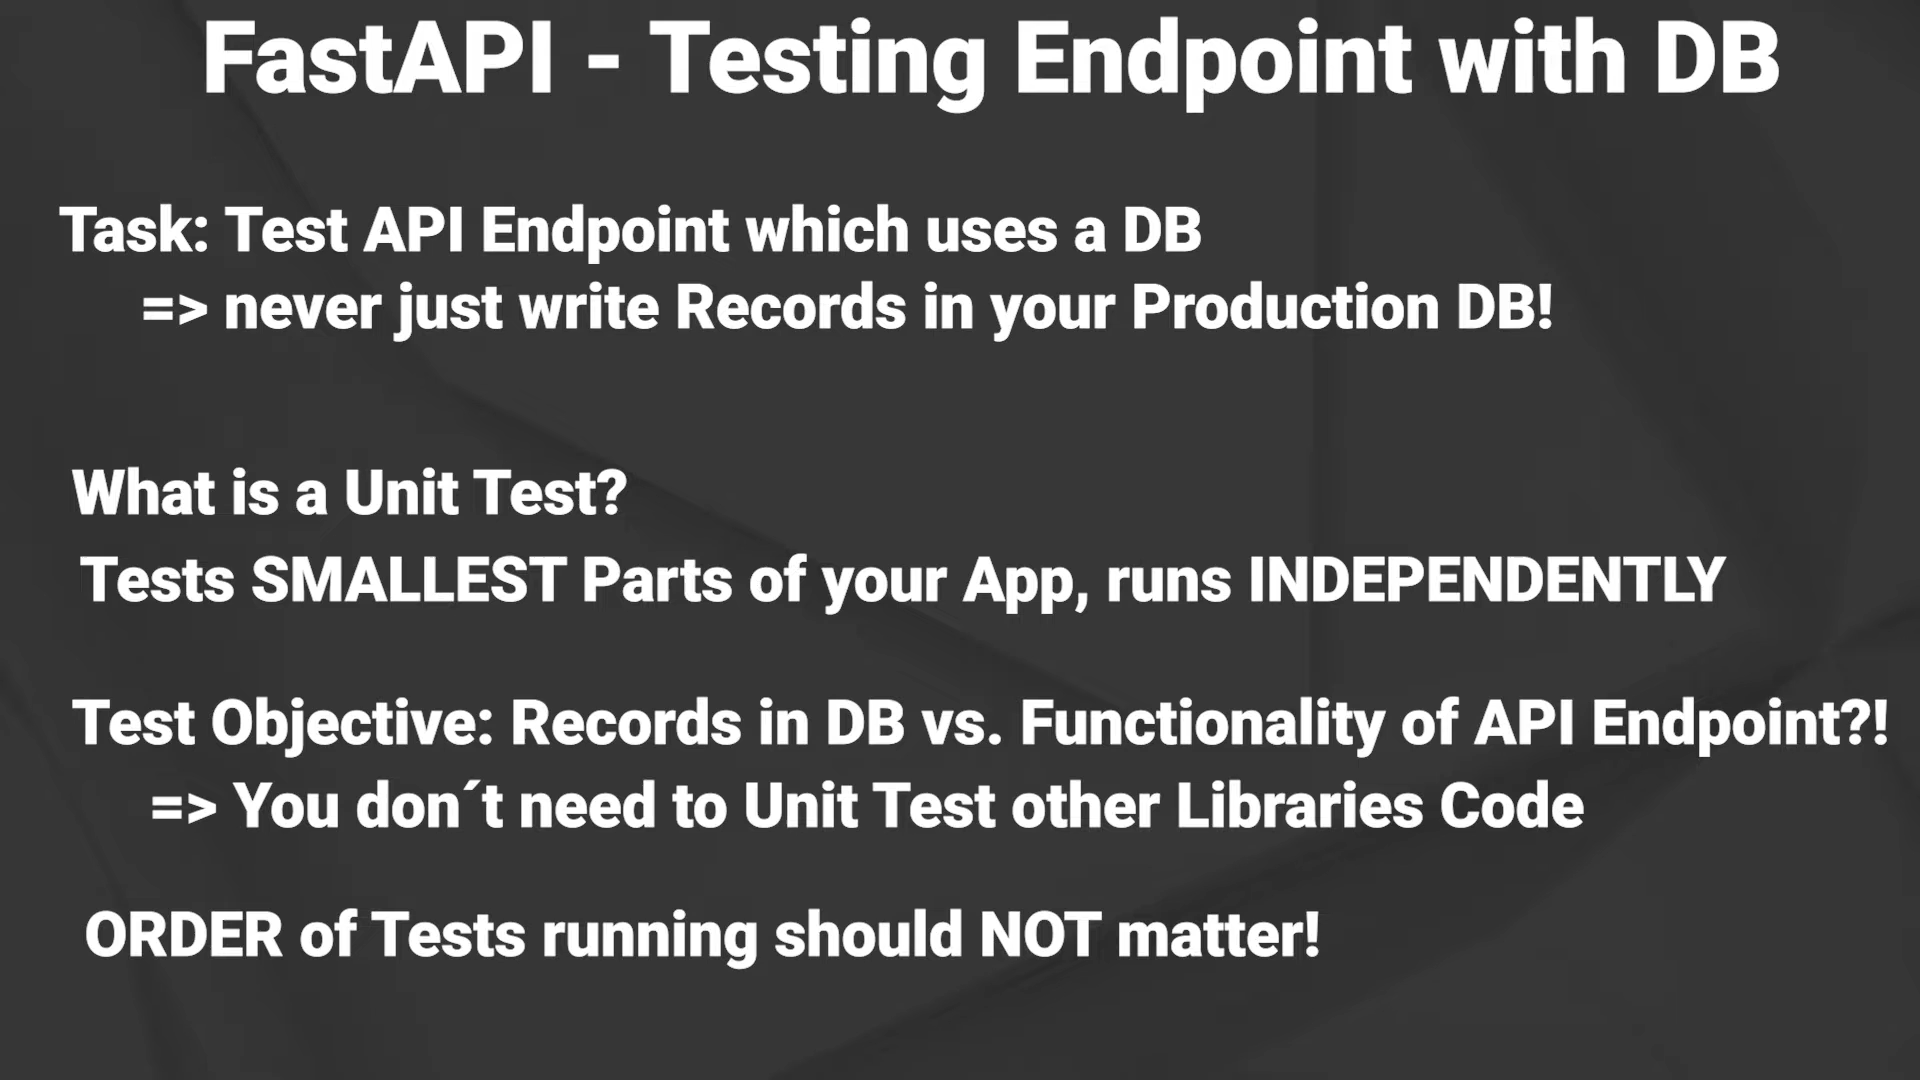 FastAPI - Testing Endpoint with DB
Task: Test API Endpoint which uses a DB
=> never just write Records in your Production DB!
What is a Unit Test?
Tests SMALLEST Parts of your App, runs INDEPENDENTLY
Test Objective: Records in DB vs. Functionality of API Endpoint?!
=> You don´t need to Unit Test other Libraries Code
ORDER of Tests running should NOT matter!